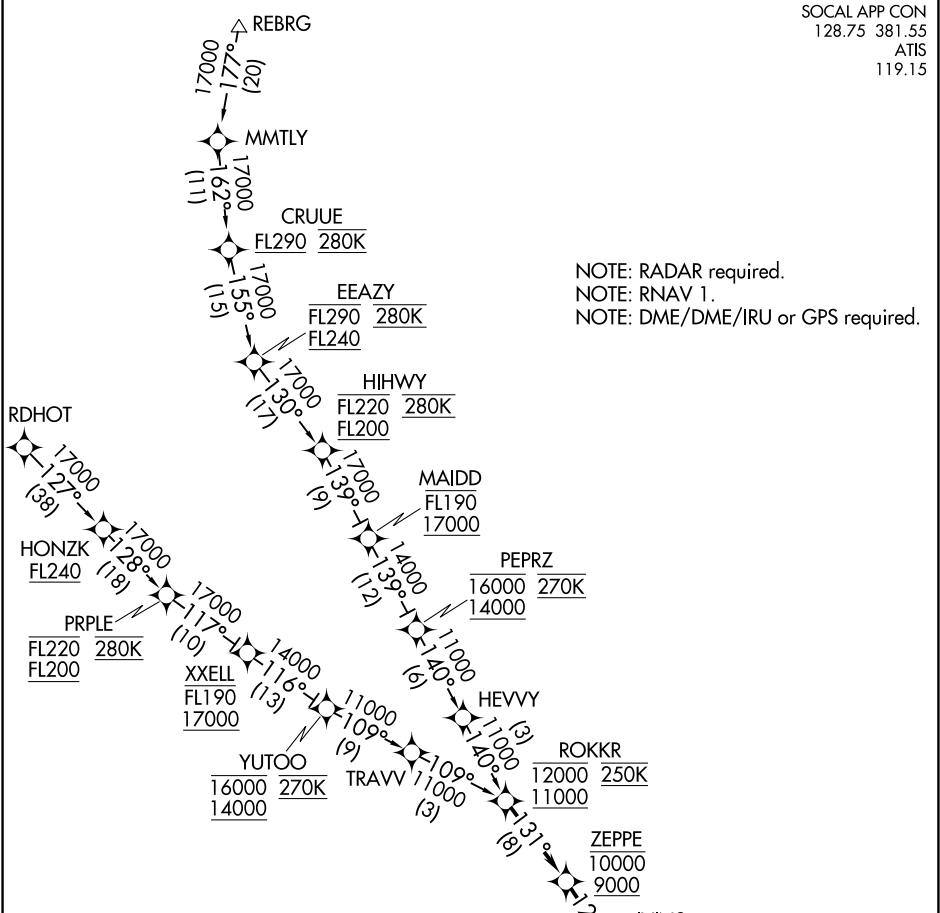 SOCAL APP CON
128.75 381.55
ATIS
119.15
REBRG
17000
177°
(20)
MMTLY
17000
162°
(11)
CRUUE
FL290 280K
17000
155°
(15)
EEAZY
FL290 280K
FL240
NOTE: RADAR required.
NOTE: RNAV 1.
NOTE: DME/DME/IRU or GPS required.
17000
130°
(17)
HIHWY
FL220 280K
FL200
RDHOT
17000
127°
(38)
17000
139°
(9)
MAIDD
FL190
17000
HONZK
FL240
17000
128°
(18)
14000
139°
(12)
PEPRZ
16000 270K
14000
PRPLE
FL220 280K
FL200
17000
117°
(10)
11000
140°
(6)
XXELL
FL190
17000
14000
116°
(13)
HEVVY
(3)
11000
140°
YUTOO
16000 270K
14000
11000
109°
(9)
TRAVV
109°
11000
(3)
ROKKR
12000 250K
11000
131°
(8)
ZEPPE
10000
9000